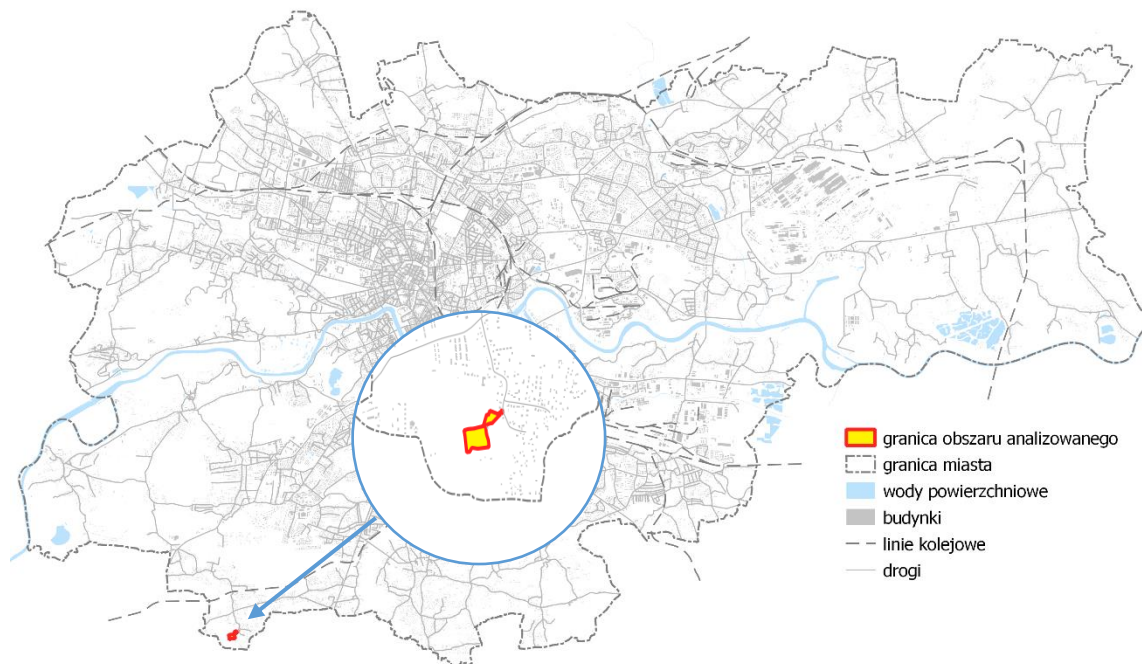 granica obszaru analizowanego
granica miasta
wody powierzchniowe
budynki
linie kolejowe
drogi